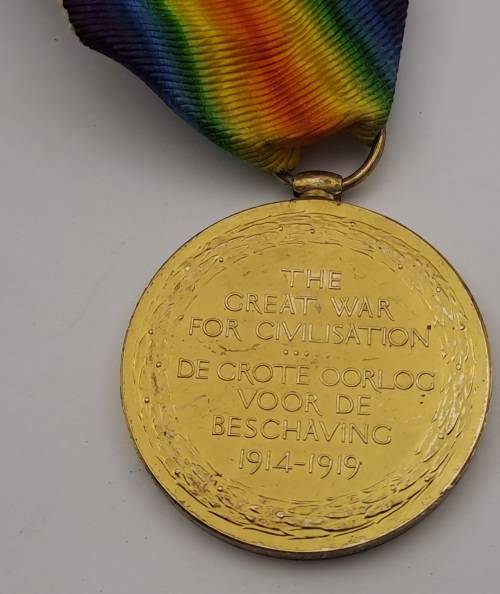 THE
GREAT WAR
FOR CIVILISATION
DE GROTE OORLOG
VOOR DE
BESCHAVING
1914-1919